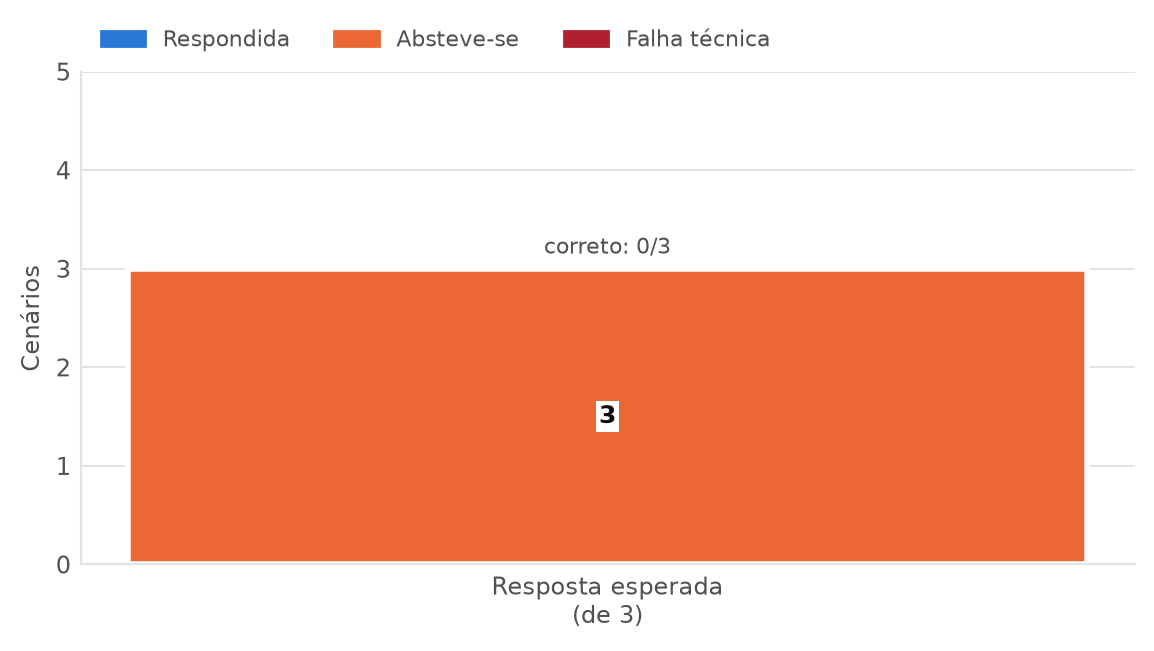 Respondida
Absteve-se
Falha técnica
5
4
3
2
1
0
Cenários
correto: 0/3
3
Resposta esperada
(de 3)